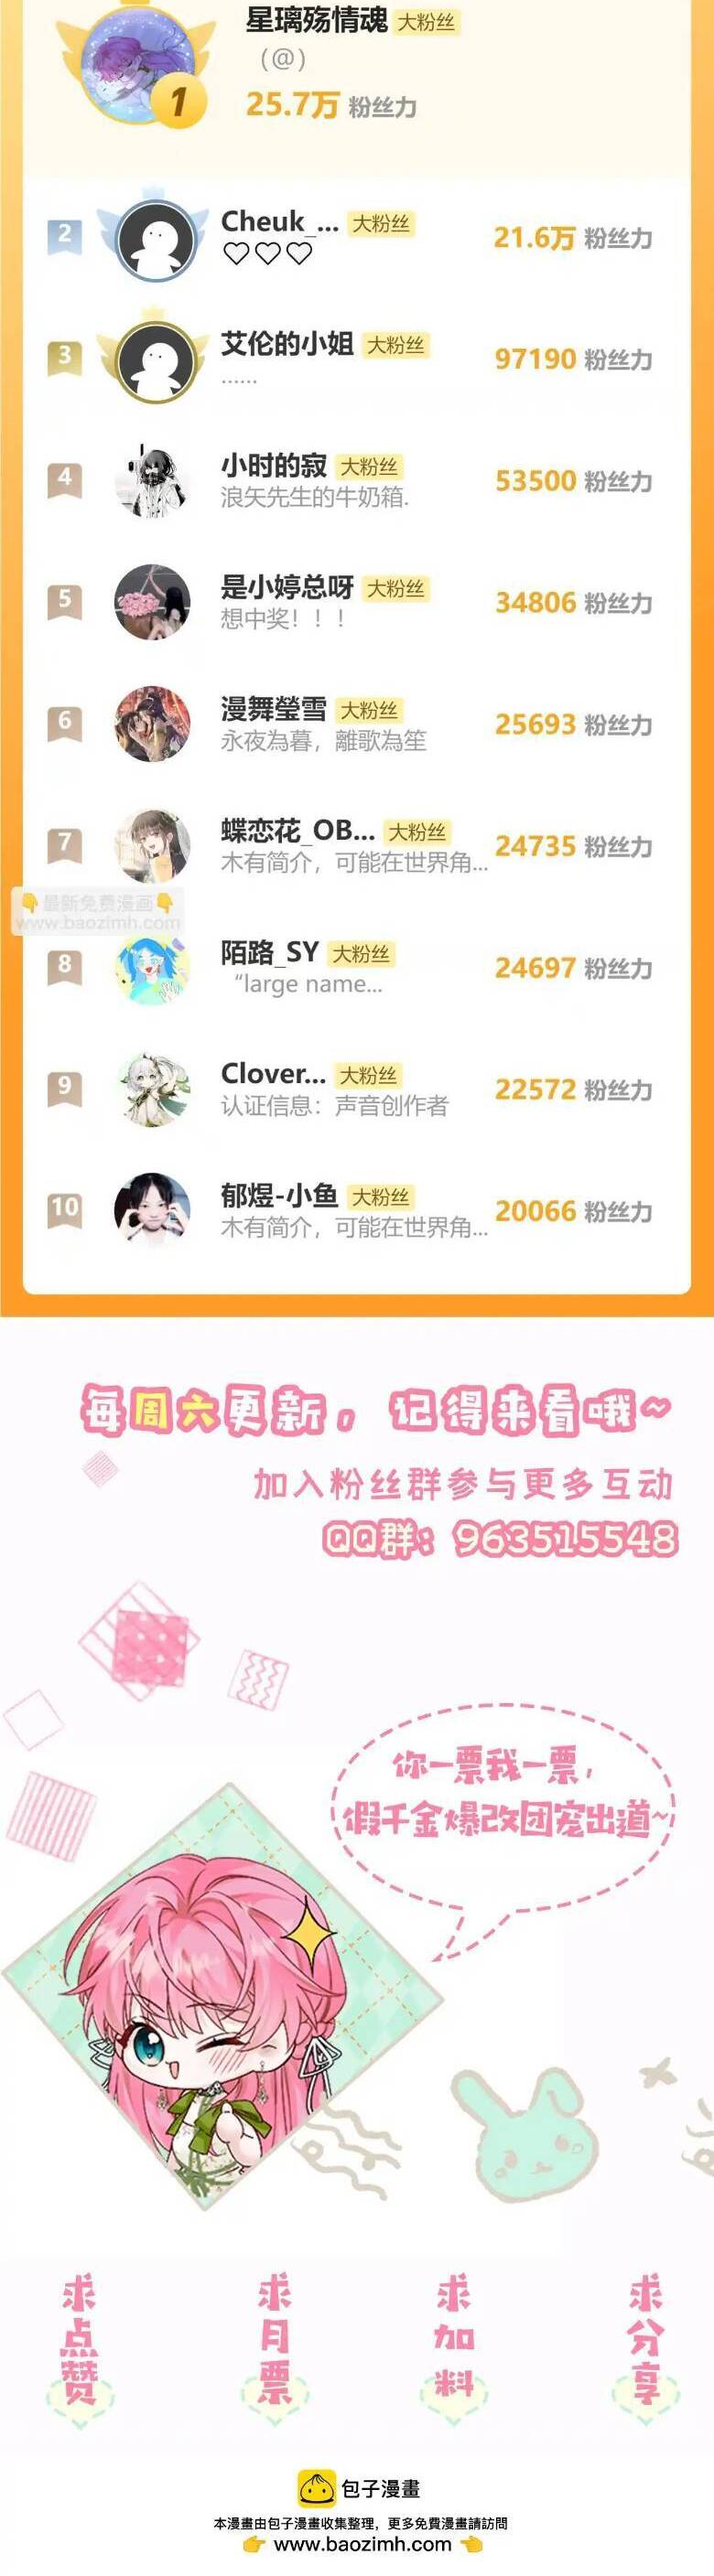 星璃殇情魂 大粉丝
（@）
1
25.7万 粉丝力
2 Cheuk_... 大粉丝
♡♡♡
21.6万 粉丝力
3 艾伦的小姐 大粉丝
......
97190 粉丝力
4 小时的寂 大粉丝
浪矢先生的牛奶箱.
53500 粉丝力
5 是小婷总呀 大粉丝
想中奖！！！
34806 粉丝力
6 漫舞瑩雪 大粉丝
永夜為暮，離歌為笙
25693 粉丝力
7 蝶恋花_OB... 大粉丝
木有简介，可能在世界角...
24735 粉丝力
👇最新免费漫画👇
www.baozimh.com
8 陌路_SY 大粉丝
“large name...
24697 粉丝力
9 Clover... 大粉丝
认证信息：声音创作者
22572 粉丝力
10 郁煜-小鱼 大粉丝
木有简介，可能在世界角...
20066 粉丝力
每周六更新，记得来看哦~
加入粉丝群参与更多互动
QQ群：963515548
你一票我一票，
假千金爆改团宠出道~
求点赞
求月票
求加料
求分享
包子漫畫
本漫畫由包子漫畫收集整理，更多免費漫畫請訪問
👉 www.baozimh.com 👈